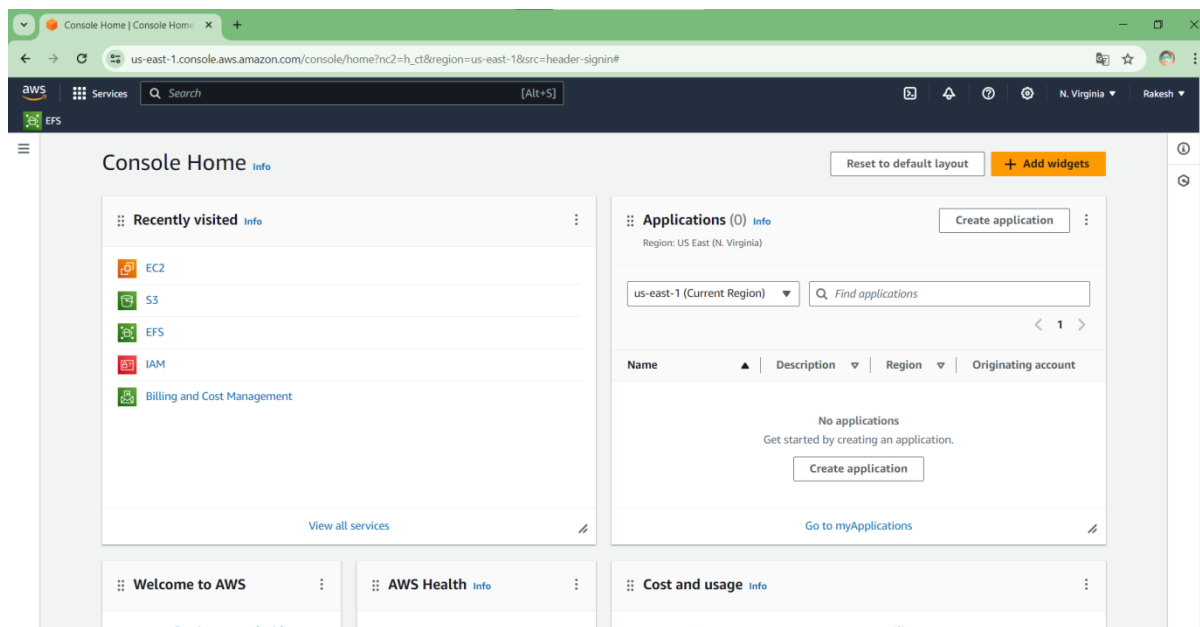 Console Home | Console Home
us-east-1.console.aws.amazon.com/console/home?nc2=h_ct&region=us-east-1&src=header-signin#
aws Services Search [Alt+S] N. Virginia Rakesh
EFS
Console Home Info
Reset to default layout
+ Add widgets
Recently visited Info
EC2
S3
EFS
IAM
Billing and Cost Management
View all services
Applications (0) Info
Region: US East (N. Virginia)
Create application
us-east-1 (Current Region)
Find applications
1
Name Description Region Originating account
No applications
Get started by creating an application.
Create application
Go to myApplications
Welcome to AWS
AWS Health Info
Cost and usage Info